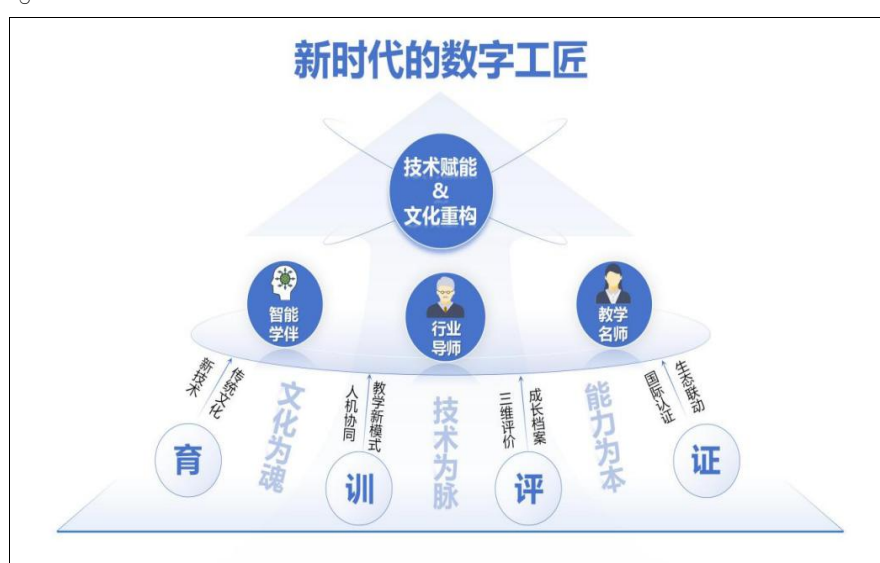 新时代的数字工匠
技术赋能
&
文化重构
智能
学伴
行业
导师
教学
名师
新技术
传统文化
人机协同
教学新模式
三维评价
成长档案
国际认证
生态联动
文化为魂
技术为脉
能力为本
育
训
评
证